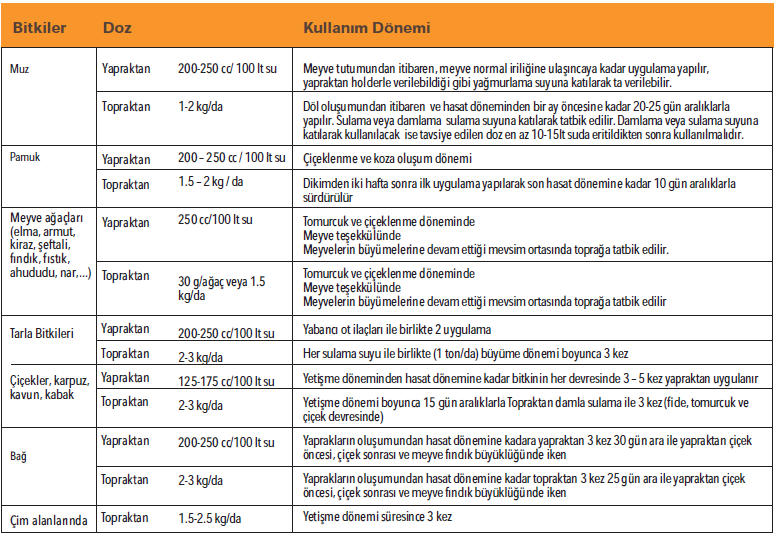 Bitkiler Doz Kullanım Dönemi
Muz Yapraktan 200-250 cc/ 100 lt su Meyve tutumundan itibaren, meyve normal iriliğine ulaşıncaya kadar uygulama yapılır,
yapraktan holderle verilebildiği gibi yağmurlama suyuna katılarak ta verilebilir.
Topraktan 1-2 kg/da Döl oluşumundan itibaren ve hasat döneminden bir ay öncesine kadar 20-25 gün aralıklarla
yapılır. Sulama veya damlama sulama suyuna katılarak tatbik edilir. Damlama veya sulama suyuna
katılarak kullanılacak ise tavsiye edilen doz en az 10-15lt suda eritildikten sonra kullanılmalıdır.
Pamuk Yapraktan 200 – 250 cc / 100 lt su Çiçeklenme ve koza oluşum dönemi
Topraktan 1.5 – 2 kg / da Dikimden iki hafta sonra ilk uygulama yapılarak son hasat dönemine kadar 10 gün aralıklarla
sürdürülür
Meyve ağaçları
(elma, armut,
kiraz, şeftali,
fındık, fıstık,
ahududu, nar,...)
Yapraktan 250 cc/100 lt su Tomurcuk ve çiçeklenme döneminde
Meyve teşekkülünde
Meyvelerin büyümelerine devam ettiği mevsim ortasında toprağa tatbik edilir.
Topraktan 30 g/ağaç veya 1.5
kg/da
Tomurcuk ve çiçeklenme döneminde
Meyve teşekkülünde
Meyvelerin büyümelerine devam ettiği mevsim ortasında toprağa tatbik edilir
Tarla Bitkileri Yapraktan 200-250 cc/100 lt su Yabancı ot ilaçları ile birlikte 2 uygulama
Topraktan 2-3 kg/da Her sulama suyu ile birlikte (1 ton/da) büyüme dönemi boyunca 3 kez
Çiçekler, karpuz,
kavun, kabak
Yapraktan 125-175 cc/100 lt su Yetişme döneminden hasat dönemine kadar bitkinin her devresinde 3 – 5 kez yapraktan uygulanır
Topraktan 2-3 kg/da Yetişme dönemi boyunca 15 gün aralıklarla Topraktan damla sulama ile 3 kez (fide, tomurcuk ve
çiçek devresinde)
Bağ Yapraktan 200-250 cc/100 lt su Yaprakların oluşumundan hasat dönemine kadara yapraktan 3 kez 30 gün ara ile yapraktan çiçek
öncesi, çiçek sonrası ve meyve fındık büyüklüğünde iken
Topraktan 2-3 kg/da Yaprakların oluşumundan hasat dönemine kadar topraktan 3 kez 25 gün ara ile yapraktan çiçek
öncesi, çiçek sonrası ve meyve fındık büyüklüğünde iken
Çim alanlarında Topraktan 1.5-2.5 kg/da Yetişme dönemi süresince 3 kez